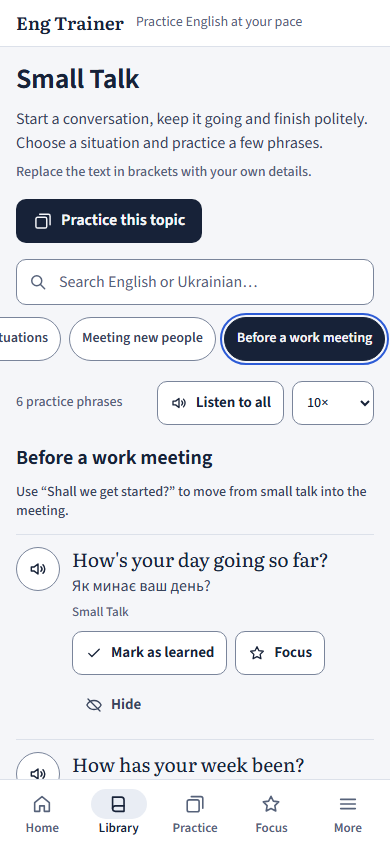 Eng Trainer Practice English at your pace
Small Talk
Start a conversation, keep it going and finish politely.
Choose a situation and practice a few phrases.
Replace the text in brackets with your own details.
Practice this topic
Search English or Ukrainian…
tuations Meeting new people Before a work meeting
6 practice phrases Listen to all 10×
Before a work meeting
Use “Shall we get started?” to move from small talk into the
meeting.
How's your day going so far?
Як минає ваш день?
Small Talk
Mark as learned Focus
Hide
How has your week been?
Home Library Practice Focus More